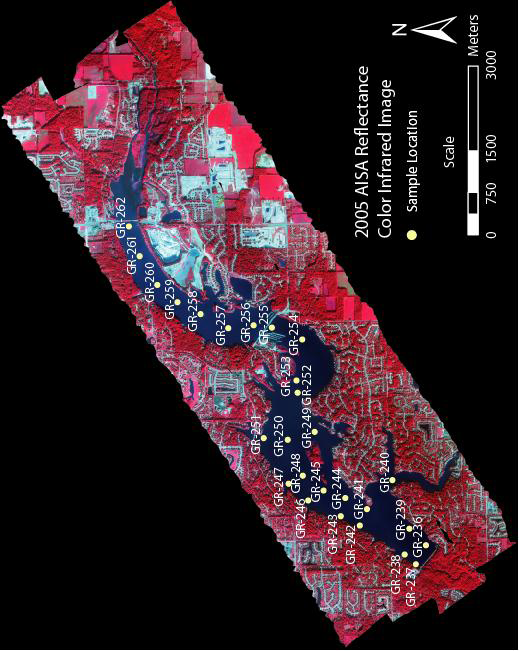 N
2005 AISA Reflectance
Color Infrared Image
Sample Location
Scale
0 750 1500 3000 Meters
GR-262
GR-261
GR-260
GR-259
GR-258
GR-257
GR-256
GR-255
GR-254
GR-253
GR-252
GR-251
GR-250
GR-249
GR-248
GR-247
GR-246
GR-245
GR-244
GR-243
GR-242
GR-241
GR-240
GR-239
GR-238
GR-237
GR-236